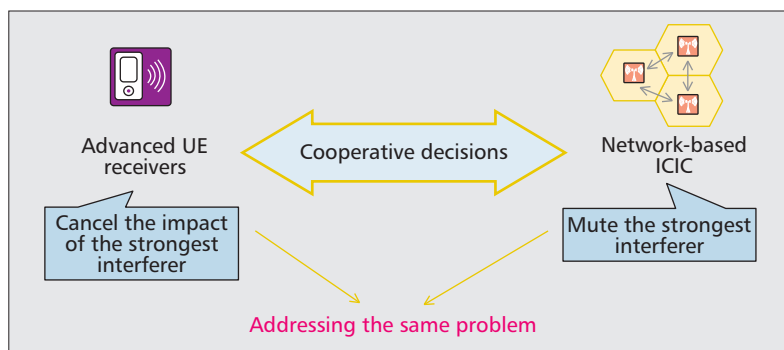 Advanced UE
receivers
Cooperative decisions
Network-based
ICIC
Cancel the impact
of the strongest
interferer
Mute the strongest
interferer
Addressing the same problem